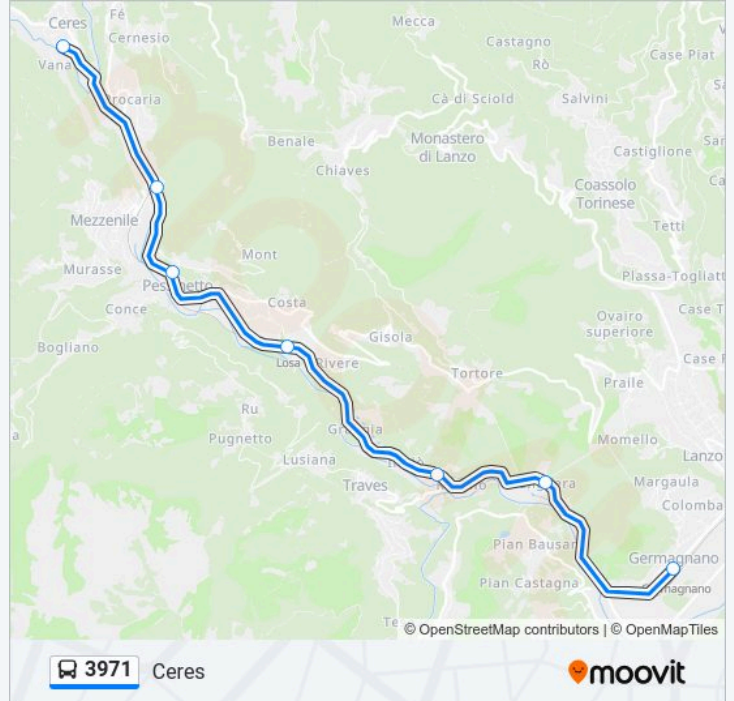 Ceres
Fé
Cernesio
Mecca
Castagno
Rò
Case Piat
Cà di Sciold
Salvini
Benale
Monastero
di Lanzo
Castiglione
Chiaves
Coassolo
Torinese
Mezzenile
Tetti
Murasse
Mont
Plassa-Togliatt
Conce
Costa
Ovairo
superiore
Case T
Bogliano
Gisola
Losa
Rivere
Tortore
Case F
Praile
Ru
Pugnetto
Momello
Lusiana
Lanzo
Traves
Margaula
Colomba
Pian Bausar
Germagnano
Pian Castagna
© OpenStreetMap contributors | © OpenMapTiles
3971 Ceres
moovit